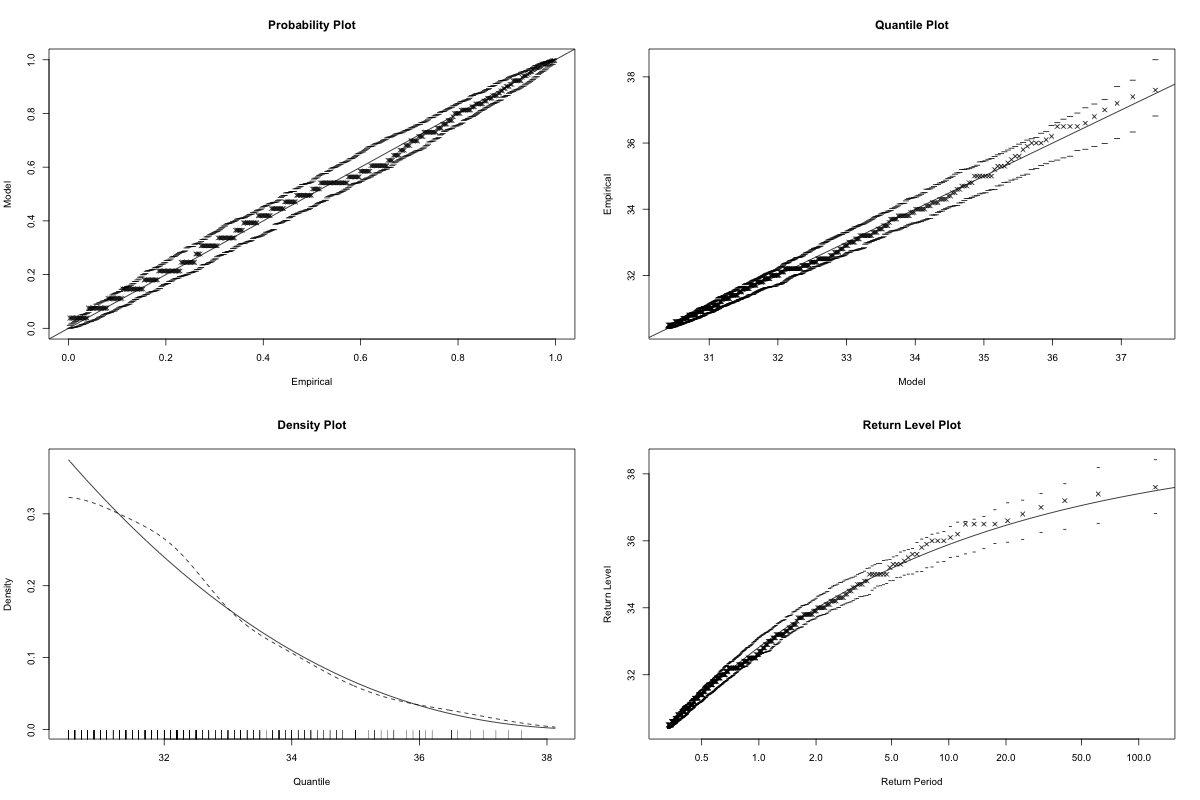 Probability Plot
Model
0.0 0.2 0.4 0.6 0.8 1.0
0.0 0.2 0.4 0.6 0.8 1.0
Empirical
Quantile Plot
Empirical
32 34 36 38
31 32 33 34 35 36 37
Model
Density Plot
Density
0.0 0.1 0.2 0.3
32 34 36 38
Quantile
Return Level Plot
Return Level
32 34 36 38
0.5 1.0 2.0 5.0 10.0 20.0 50.0 100.0
Return Period